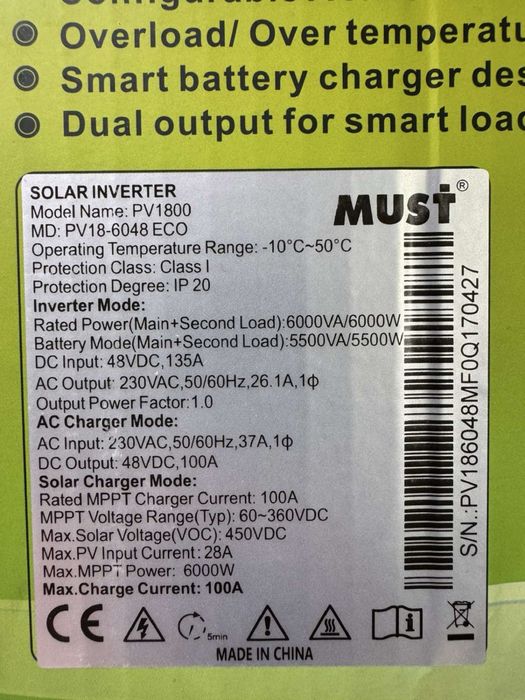 Overload/ Over
Smart battery charger
Dual output for smart
SOLAR INVERTER
MUST®
Model Name: PV1800
MD: PV18-6048 ECO
Operating Temperature Range: -10°C~50°C
Protection Class: Class I
Protection Degree: IP 20
Inverter Mode:
Rated Power(Main+Second Load):6000VA/6000W
Battery Mode(Main+Second Load):5500VA/5500W
DC Input: 48VDC,135A
AC Output: 230VAC,50/60Hz,26.1A,1ϕ
Output Power Factor:1.0
AC Charger Mode:
AC Input: 230VAC,50/60Hz,37A,1ϕ
DC Output: 48VDC,100A
Solar Charger Mode:
Rated MPPT Charger Current: 100A
MPPT Voltage Range(Typ): 60~360VDC
Max.Solar Voltage(VOC): 450VDC
Max.PV Input Current: 28A
Max.MPPT Power: 6000W
Max.Charge Current: 100A
S/N.:PV186048MF0Q170427
CE
5min
MADE IN CHINA